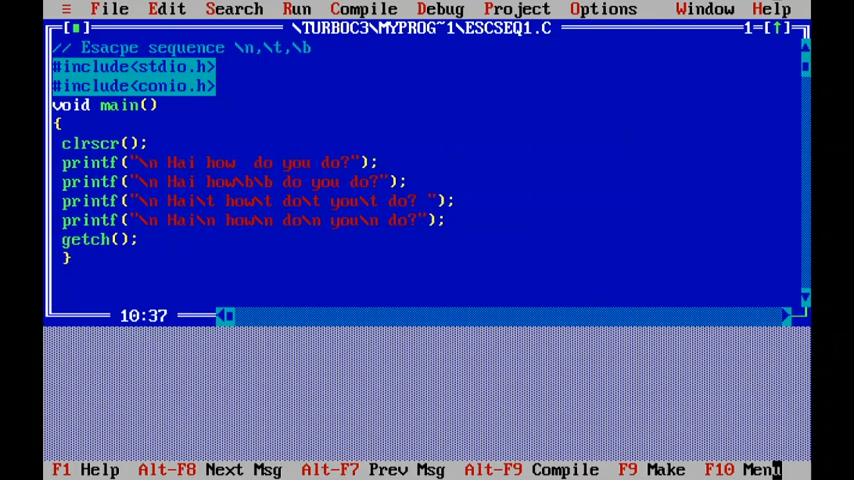 ≡ File Edit Search Run Compile Debug Project Options Window Help
[■] \TURBOC3\MYPROG~1\ESCSEQ1.C 1=[↑]
// Esacpe sequence \n,\t,\b
#include<stdio.h>
#include<conio.h>
void main()
{
clrscr();
printf("\n Hai how  do you do?");
printf("\n Hai how\b\b do you do?");
printf("\n Hai\t how\t do\t you\t do? ");
printf("\n Hai\n how\n do\n you\n do?");
getch();
}
10:37
F1 Help Alt-F8 Next Msg Alt-F7 Prev Msg Alt-F9 Compile F9 Make F10 Menu